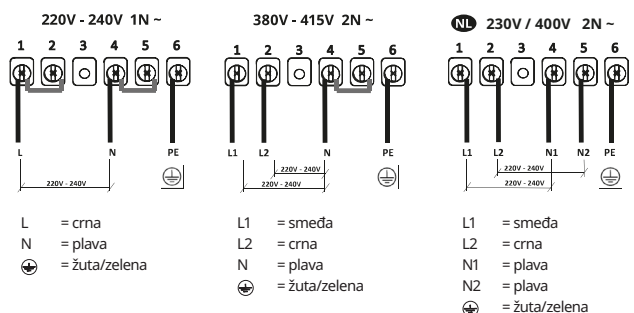 220V - 240V 1N ~
1 2 3 4 5 6
L N PE
220V - 240V
L = crna
N = plava
= žuta/zelena
380V - 415V 2N ~
1 2 3 4 5 6
L1 L2 N PE
220V - 240V
220V - 240V
L1 = smeđa
L2 = crna
N = plava
= žuta/zelena
NL 230V / 400V 2N ~
1 2 3 4 5 6
L1 L2 N1 N2 PE
220V - 240V
220V - 240V
L1 = smeđa
L2 = crna
N1 = plava
N2 = plava
= žuta/zelena